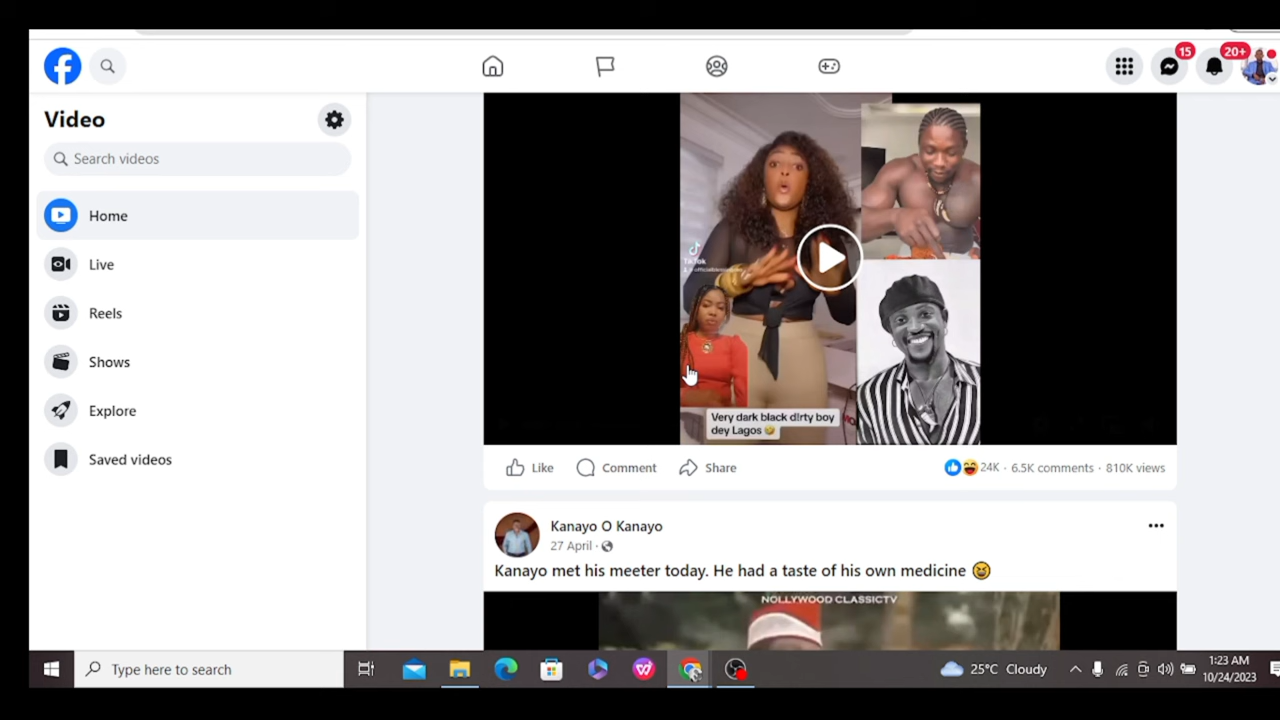 15
20+
Video
Search videos
Home
Live
Reels
Shows
Explore
Saved videos
TikTok
Very dark black d!rty boy
dey Lagos 🤣
Like
Comment
Share
24K · 6.5K comments · 810K views
Kanayo O Kanayo
27 April ·
Kanayo met his meeter today. He had a taste of his own medicine 😆
NOLLYWOOD CLASSICTV
Type here to search
25°C Cloudy
1:23 AM
10/24/2023